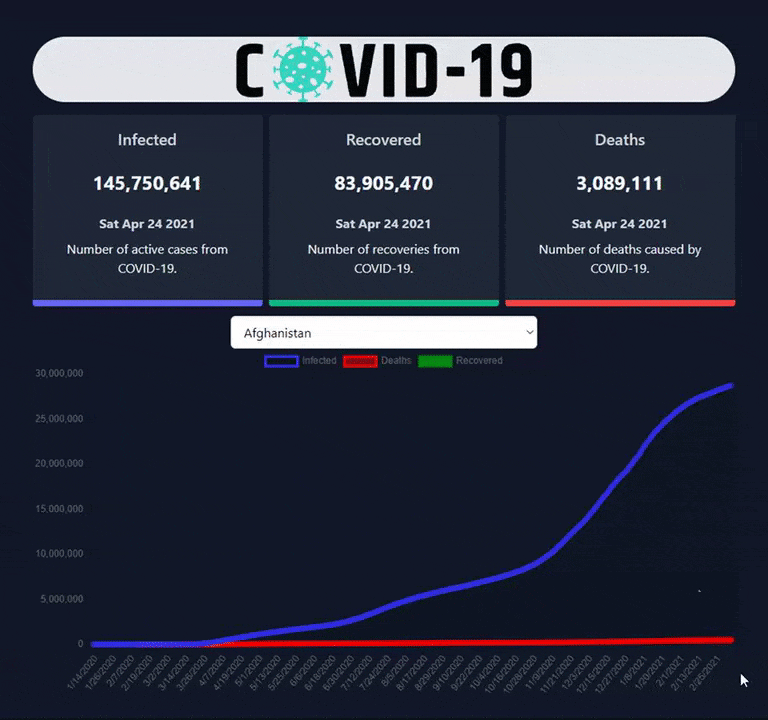 COVID-19
Infected
145,750,641
Sat Apr 24 2021
Number of active cases from
COVID-19.
Recovered
83,905,470
Sat Apr 24 2021
Number of recoveries from
COVID-19.
Deaths
3,089,111
Sat Apr 24 2021
Number of deaths caused by
COVID-19.
Afghanistan
Infected Deaths Recovered
30,000,000
25,000,000
20,000,000
15,000,000
10,000,000
5,000,000
0
1/14/2020 1/26/2020 2/7/2020 2/19/2020 3/2/2020 3/14/2020 3/26/2020 4/7/2020 4/19/2020 5/1/2020 5/13/2020 5/25/2020 6/6/2020 6/18/2020 6/30/2020 7/12/2020 7/24/2020 8/5/2020 8/17/2020 8/29/2020 9/10/2020 9/22/2020 10/4/2020 10/16/2020 10/28/2020 11/9/2020 11/21/2020 12/3/2020 12/15/2020 12/27/2020 1/8/2021 1/20/2021 2/1/2021 2/13/2021 2/25/2021